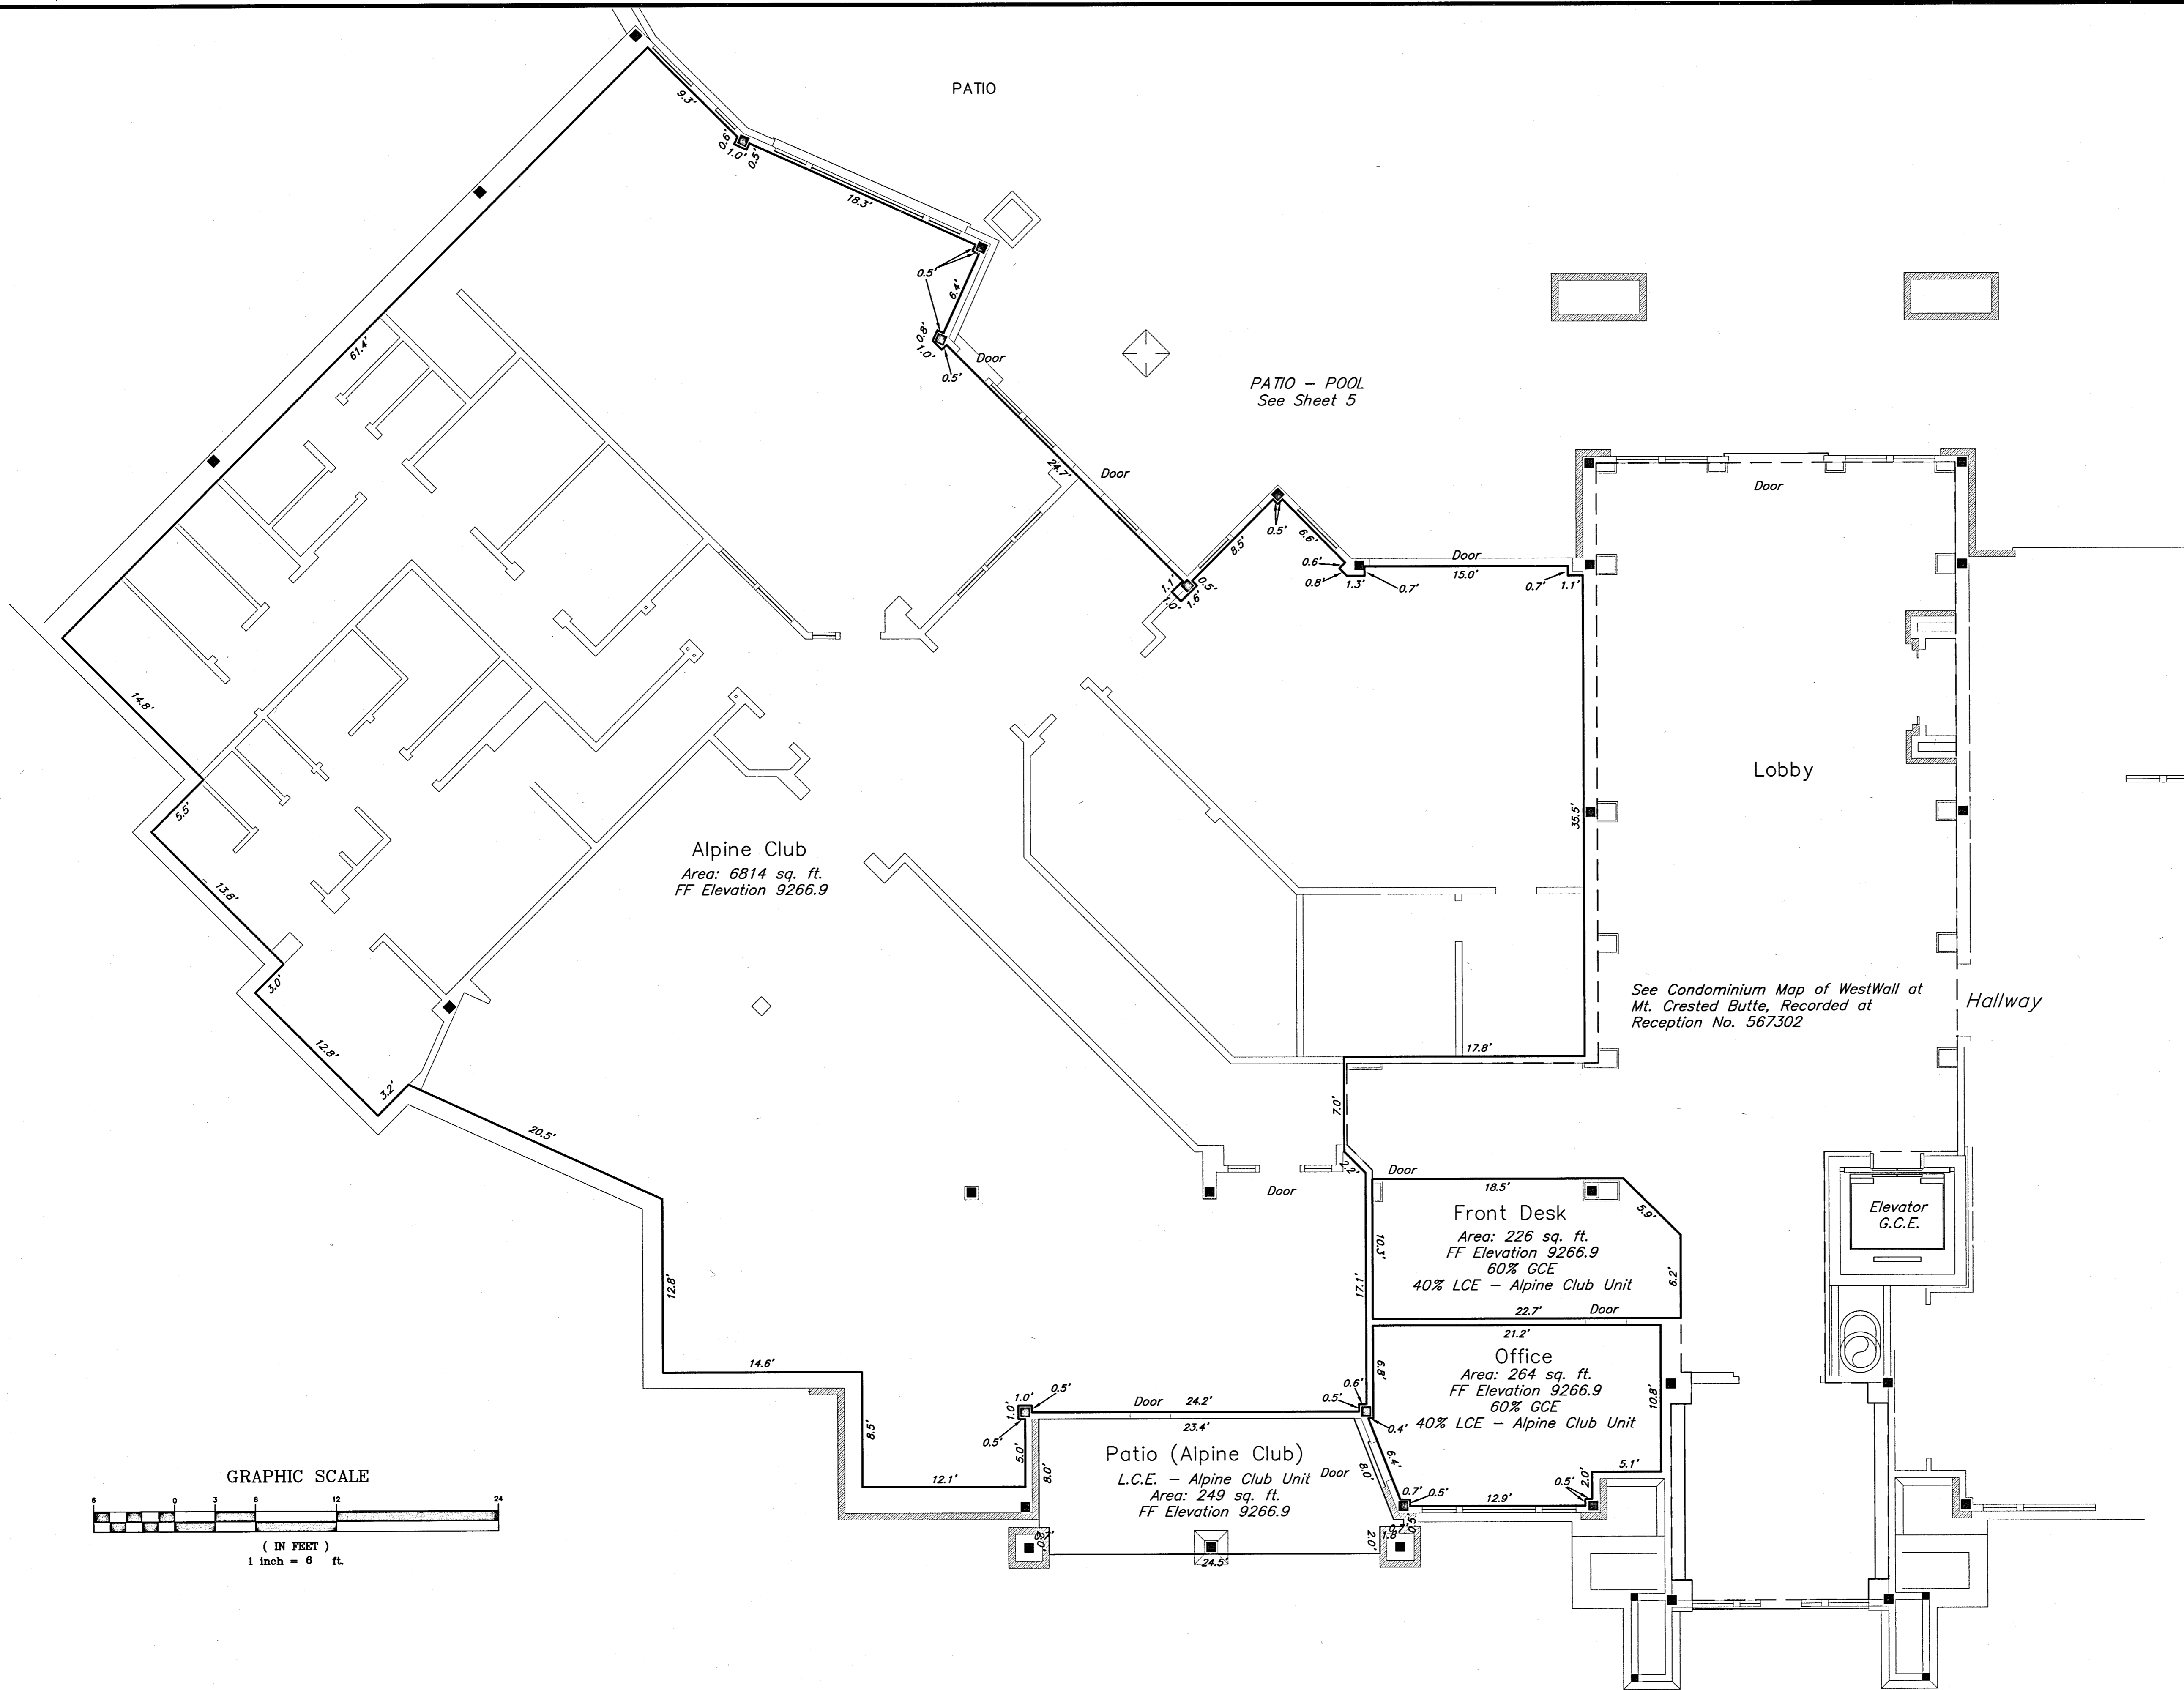 PATIO
9.3'
0.6'
1.0'
0.5'
18.3'
0.5'
6.4'
0.8'
1.0'
0.5'
Door
61.4'
PATIO – POOL
See Sheet 5
24.7'
Door
Door
0.5'
8.5'
6.6'
Door
0.6'
15.0'
0.8'
1.3'
0.7'
0.7'
1.1'
1.1'
0.5'
1.0'
1.6'
14.8'
5.5'
Lobby
35.5'
Alpine Club
Area: 6814 sq. ft.
FF Elevation 9266.9
13.8'
3.0'
See Condominium Map of WestWall at
Mt. Crested Butte, Recorded at
Reception No. 567302
Hallway
12.8'
3.2'
17.8'
7.0'
20.5'
2.2'
Door
Door
18.5'
Front Desk
Area: 226 sq. ft.
FF Elevation 9266.9
60% GCE
40% LCE – Alpine Club Unit
5.9'
10.3'
6.2'
17.1'
22.7'
Door
Elevator
G.C.E.
12.8'
21.2'
Office
Area: 264 sq. ft.
FF Elevation 9266.9
60% GCE
40% LCE – Alpine Club Unit
6.8'
10.8'
14.6'
0.6'
0.5'
1.0'
0.5'
1.0'
Door
24.2'
23.4'
0.4'
8.5'
0.5'
5.0'
Patio (Alpine Club)
L.C.E. – Alpine Club Unit
Door
Area: 249 sq. ft.
FF Elevation 9266.9
8.0'
8.0'
6.4'
5.1'
2.0'
0.5'
12.1'
0.7'
0.5'
12.9'
0.5'
0.7'
1.8'
2.0'
24.5'
GRAPHIC SCALE
6 0 3 6 12 24
( IN FEET )
1 inch = 6 ft.